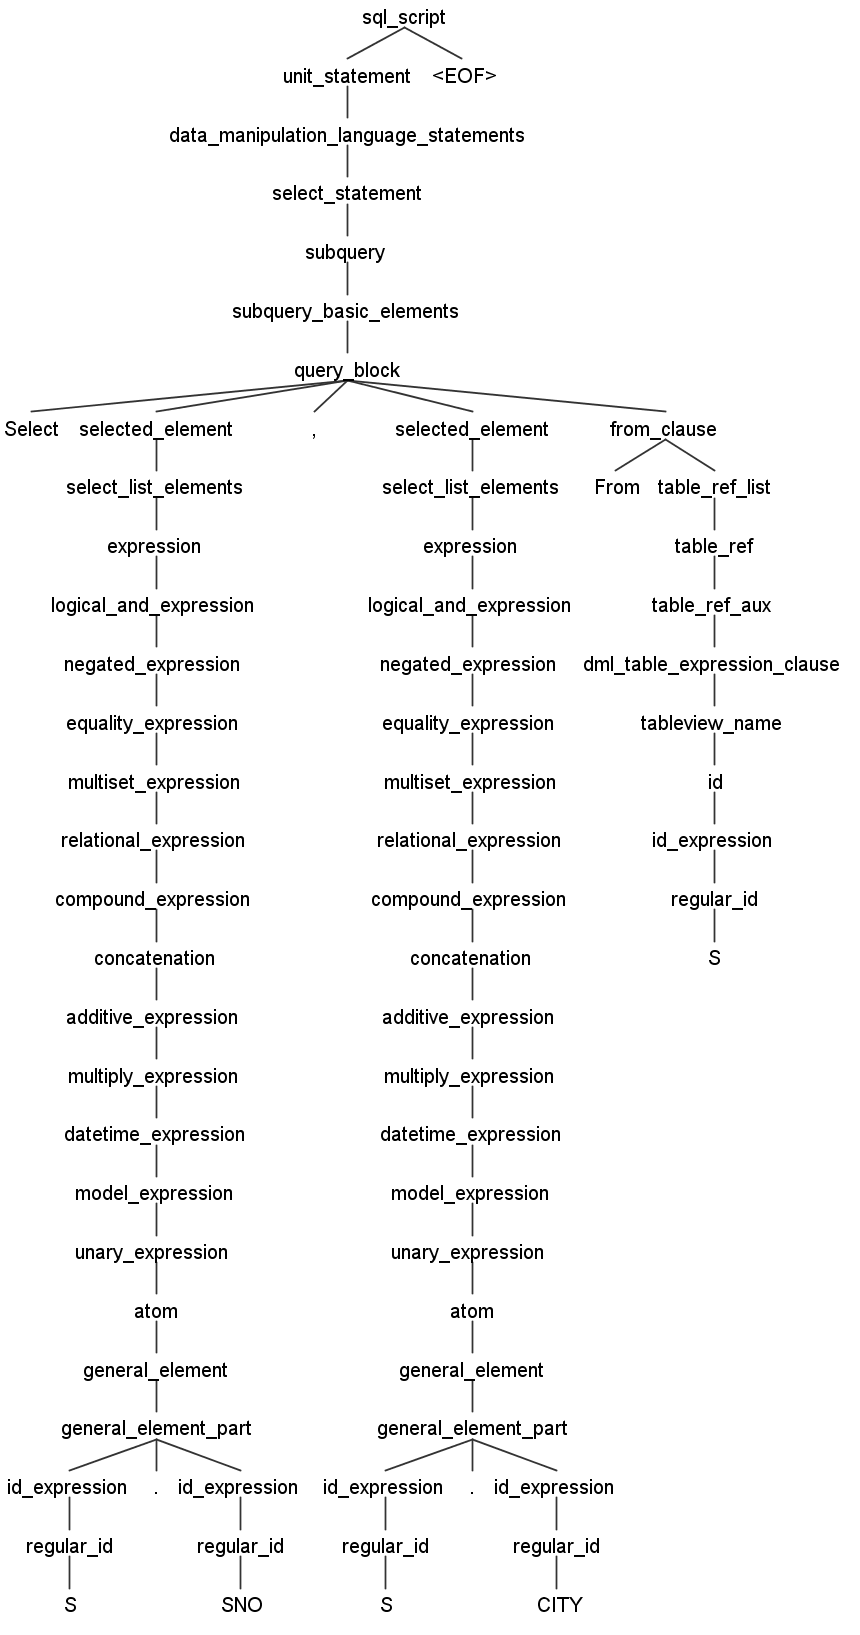 sql_script
unit_statement <EOF>
data_manipulation_language_statements
select_statement
subquery
subquery_basic_elements
query_block
Select selected_element , selected_element from_clause
select_list_elements select_list_elements From table_ref_list
expression expression table_ref
logical_and_expression logical_and_expression table_ref_aux
negated_expression negated_expression dml_table_expression_clause
equality_expression equality_expression tableview_name
multiset_expression multiset_expression id
relational_expression relational_expression id_expression
compound_expression compound_expression regular_id
concatenation concatenation S
additive_expression additive_expression
multiply_expression multiply_expression
datetime_expression datetime_expression
model_expression model_expression
unary_expression unary_expression
atom atom
general_element general_element
general_element_part general_element_part
id_expression . id_expression id_expression . id_expression
regular_id regular_id regular_id regular_id
S SNO S CITY